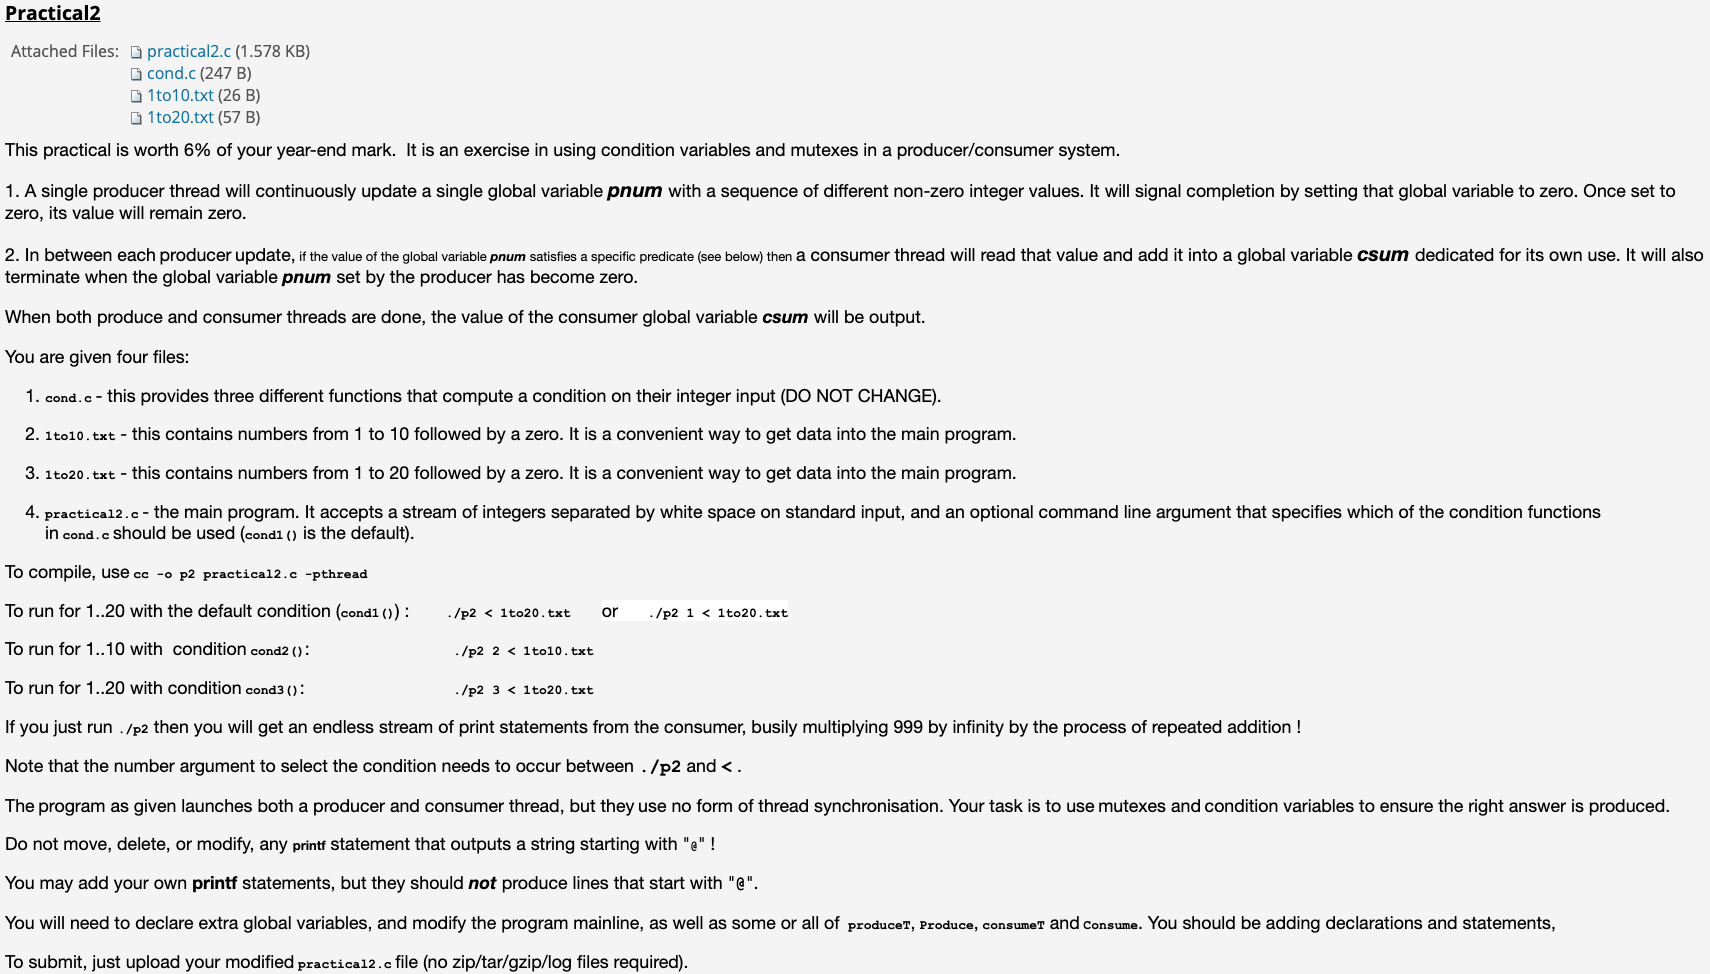 Practical2
Attached Files: practical2.c (1.578 KB)
cond.c (247 B)
1to10.txt (26 B)
1to20.txt (57 B)
This practical is worth 6% of your year-end mark. It is an exercise in using condition variables and mutexes in a producer/consumer system.
1. A single producer thread will continuously update a single global variable pnum with a sequence of different non-zero integer values. It will signal completion by setting that global variable to zero. Once set to
zero, its value will remain zero.
2. In between each producer update, if the value of the global variable pnum satisfies a specific predicate (see below) then a consumer thread will read that value and add it into a global variable csum dedicated for its own use. It will also
terminate when the global variable pnum set by the producer has become zero.
When both produce and consumer threads are done, the value of the consumer global variable csum will be output.
You are given four files:
1. cond.c - this provides three different functions that compute a condition on their integer input (DO NOT CHANGE).
2. 1to10.txt - this contains numbers from 1 to 10 followed by a zero. It is a convenient way to get data into the main program.
3. 1to20.txt - this contains numbers from 1 to 20 followed by a zero. It is a convenient way to get data into the main program.
4. practical2.c - the main program. It accepts a stream of integers separated by white space on standard input, and an optional command line argument that specifies which of the condition functions
in cond.c should be used (cond1() is the default).
To compile, use cc -o p2 practical2.c -pthread
To run for 1..20 with the default condition (cond1()) : ./p2 < 1to20.txt or ./p2 1 < 1to20.txt
To run for 1..10 with condition cond2(): ./p2 2 < 1to10.txt
To run for 1..20 with condition cond3(): ./p2 3 < 1to20.txt
If you just run ./p2 then you will get an endless stream of print statements from the consumer, busily multiplying 999 by infinity by the process of repeated addition !
Note that the number argument to select the condition needs to occur between ./p2 and < .
The program as given launches both a producer and consumer thread, but they use no form of thread synchronisation. Your task is to use mutexes and condition variables to ensure the right answer is produced.
Do not move, delete, or modify, any printf statement that outputs a string starting with "@" !
You may add your own printf statements, but they should not produce lines that start with "@".
You will need to declare extra global variables, and modify the program mainline, as well as some or all of produceT, Produce, consumeT and Consume. You should be adding declarations and statements,
To submit, just upload your modified practical2.c file (no zip/tar/gzip/log files required).